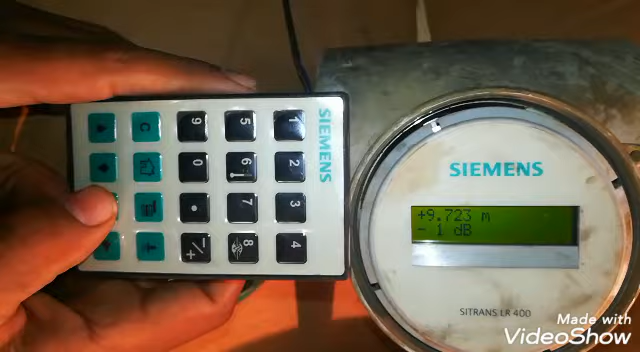 SIEMENS
1 2 3 4
5 6 7 8
9 0 • −/+
C
SIEMENS
+9.723 m
- 1 dB
SITRANS LR 400
Made with
VideoShow